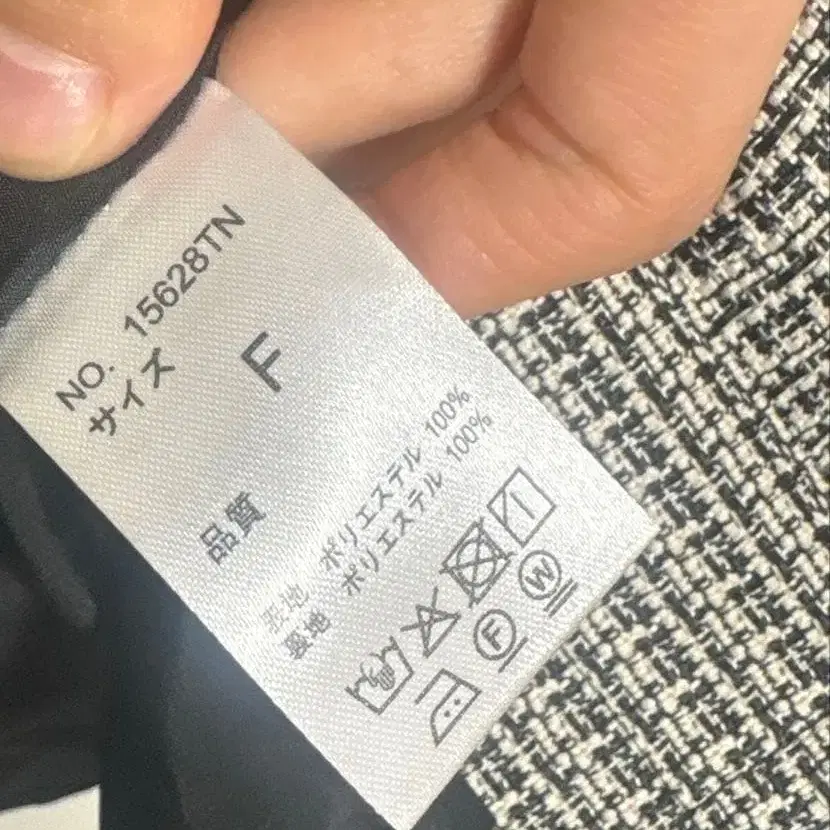 NO. 15628TN
サイズ F
品質
表地 ポリエステル 100%
裏地 ポリエステル 100%
F W